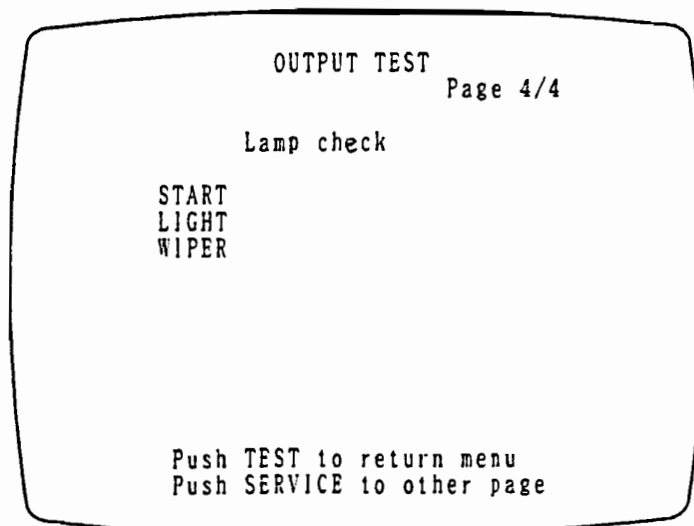 OUTPUT TEST
Page 4/4
Lamp check
START
LIGHT
WIPER
Push TEST to return menu
Push SERVICE to other page